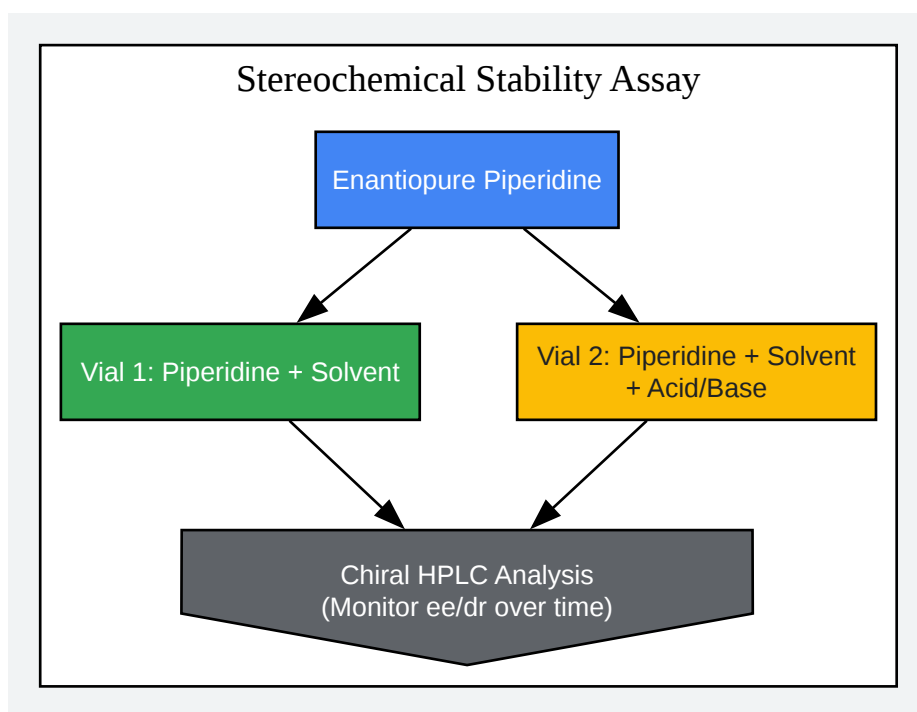 Stereochemical Stability Assay
Enantiopure Piperidine
Vial 1: Piperidine + Solvent
Vial 2: Piperidine + Solvent
+ Acid/Base
Chiral HPLC Analysis
(Monitor ee/dr over time)